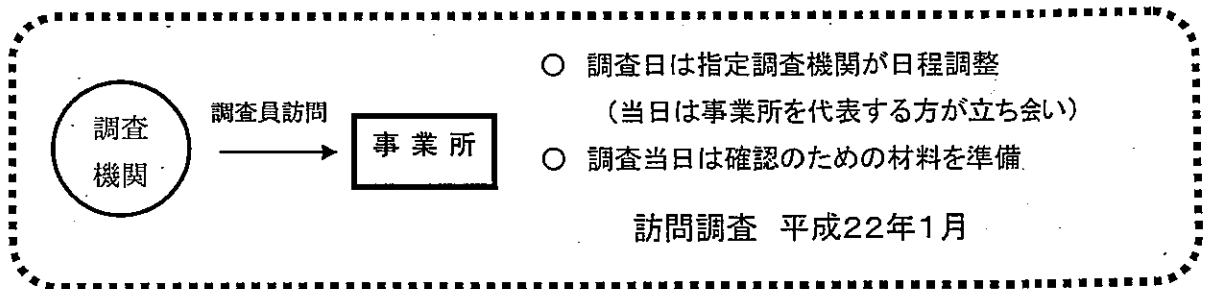 調査
機関
調査員訪問
事業所
○ 調査日は指定調査機関が日程調整
（当日は事業所を代表する方が立ち会い）
○ 調査当日は確認のための材料を準備
訪問調査 平成22年1月